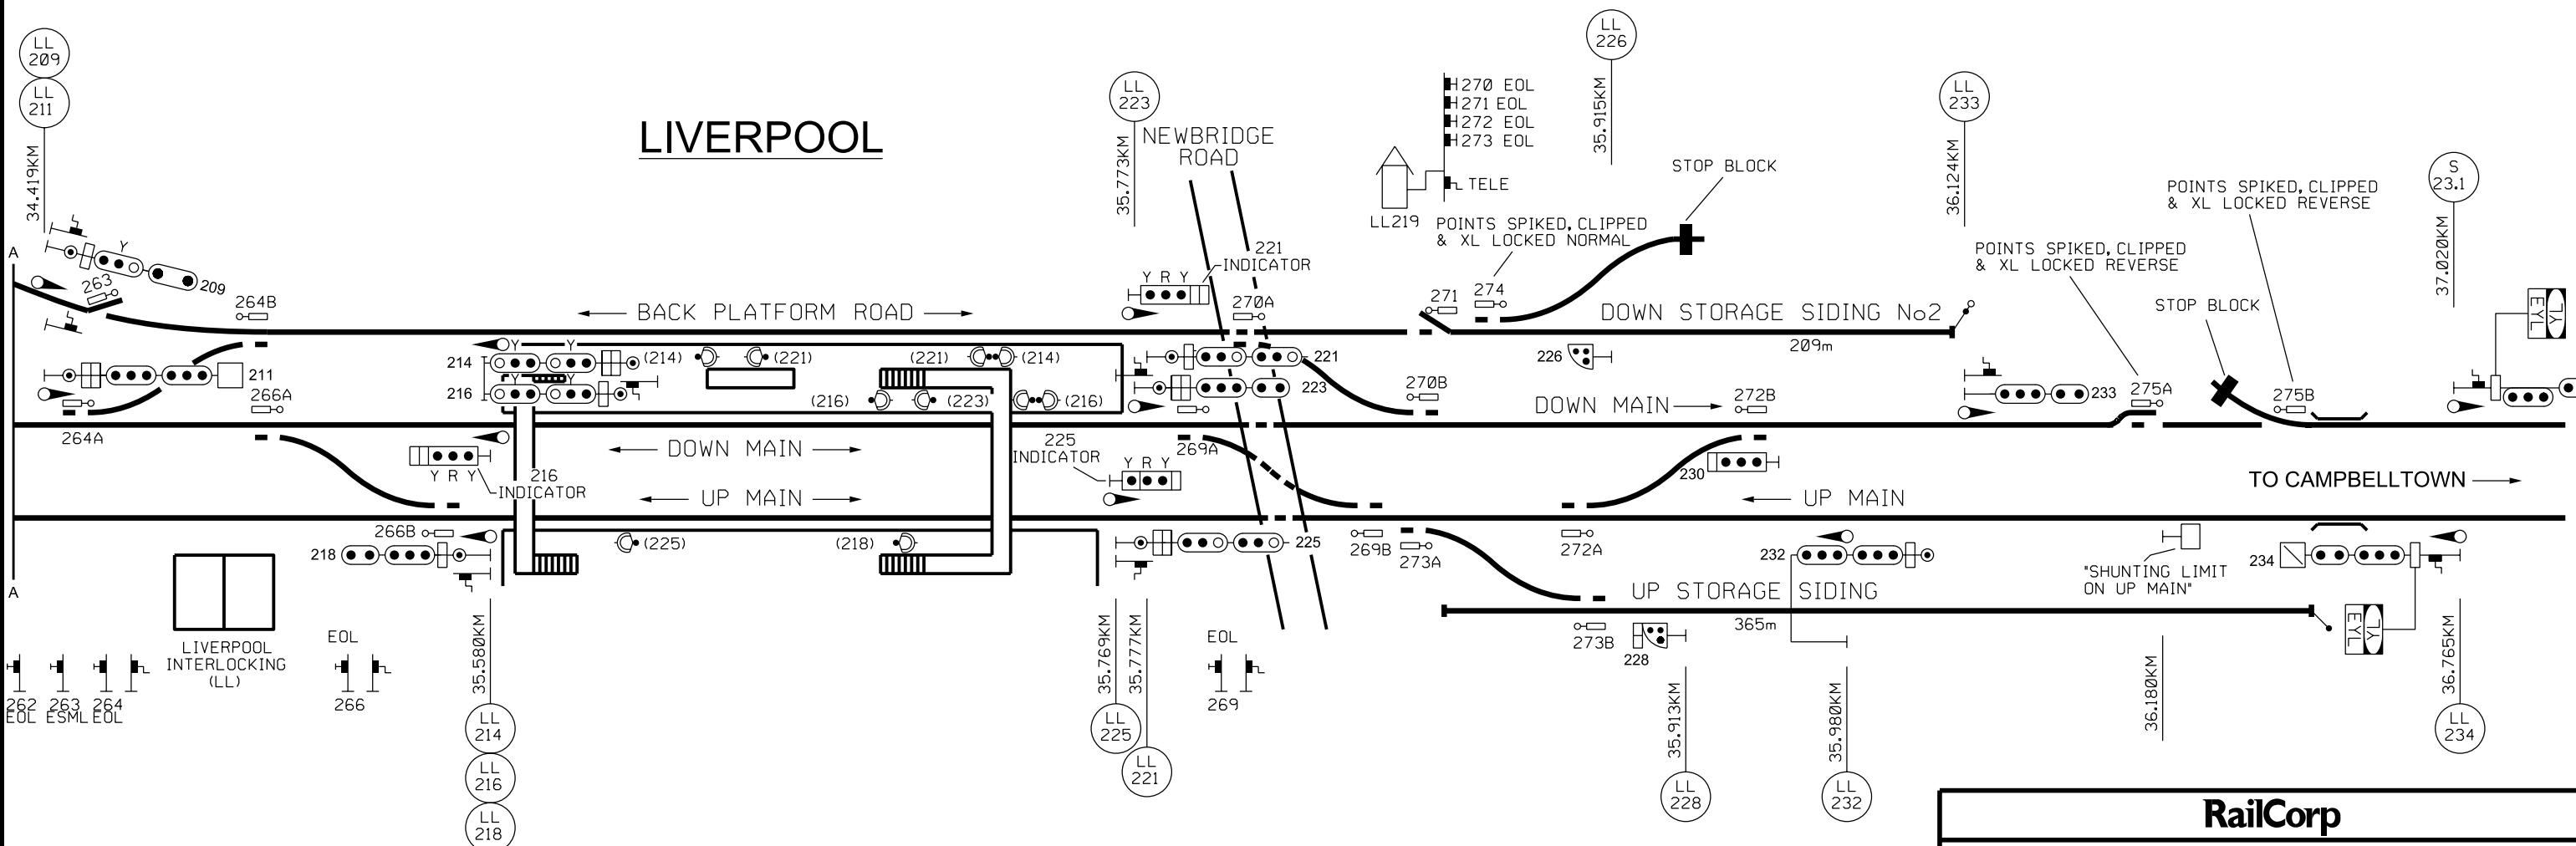 LL
209
LL
211
34.419KM
A
Y
209
263
264B
211
266A
264A
A
LIVERPOOL
BACK PLATFORM ROAD
Y Y
214
216
Y Y
(214)
(221)
(221)
(214)
(216)
(223)
(216)
DOWN MAIN
Y R Y
216
INDICATOR
UP MAIN
266B
218
(225)
(218)
LIVERPOOL
INTERLOCKING
(LL)
262
EOL
263
ESML
264
EOL
EOL
266
35.580KM
LL
214
LL
216
LL
218
LL
223
35.773KM
NEWBRIDGE
ROAD
221
INDICATOR
Y R Y
270A
221
223
269A
225
INDICATOR
Y R Y
225
35.769KM
35.777KM
LL
225
LL
221
EOL
269
270 EOL
271 EOL
272 EOL
273 EOL
TELE
LL219
LL
226
35.915KM
STOP BLOCK
POINTS SPIKED, CLIPPED
& XL LOCKED NORMAL
271
274
DOWN STORAGE SIDING No2
209m
226
270B
DOWN MAIN
272B
230
UP MAIN
269B
273A
272A
232
UP STORAGE SIDING
365m
273B
228
35.913KM
LL
228
35.980KM
LL
232
LL
233
36.124KM
POINTS SPIKED, CLIPPED
& XL LOCKED REVERSE
233
275A
POINTS SPIKED, CLIPPED
& XL LOCKED REVERSE
STOP BLOCK
275B
S
23.1
37.020KM
EYL
YL
TO CAMPBELLTOWN
"SHUNTING LIMIT
ON UP MAIN"
234
EYL
YL
36.180KM
36.765KM
LL
234
RailCorp